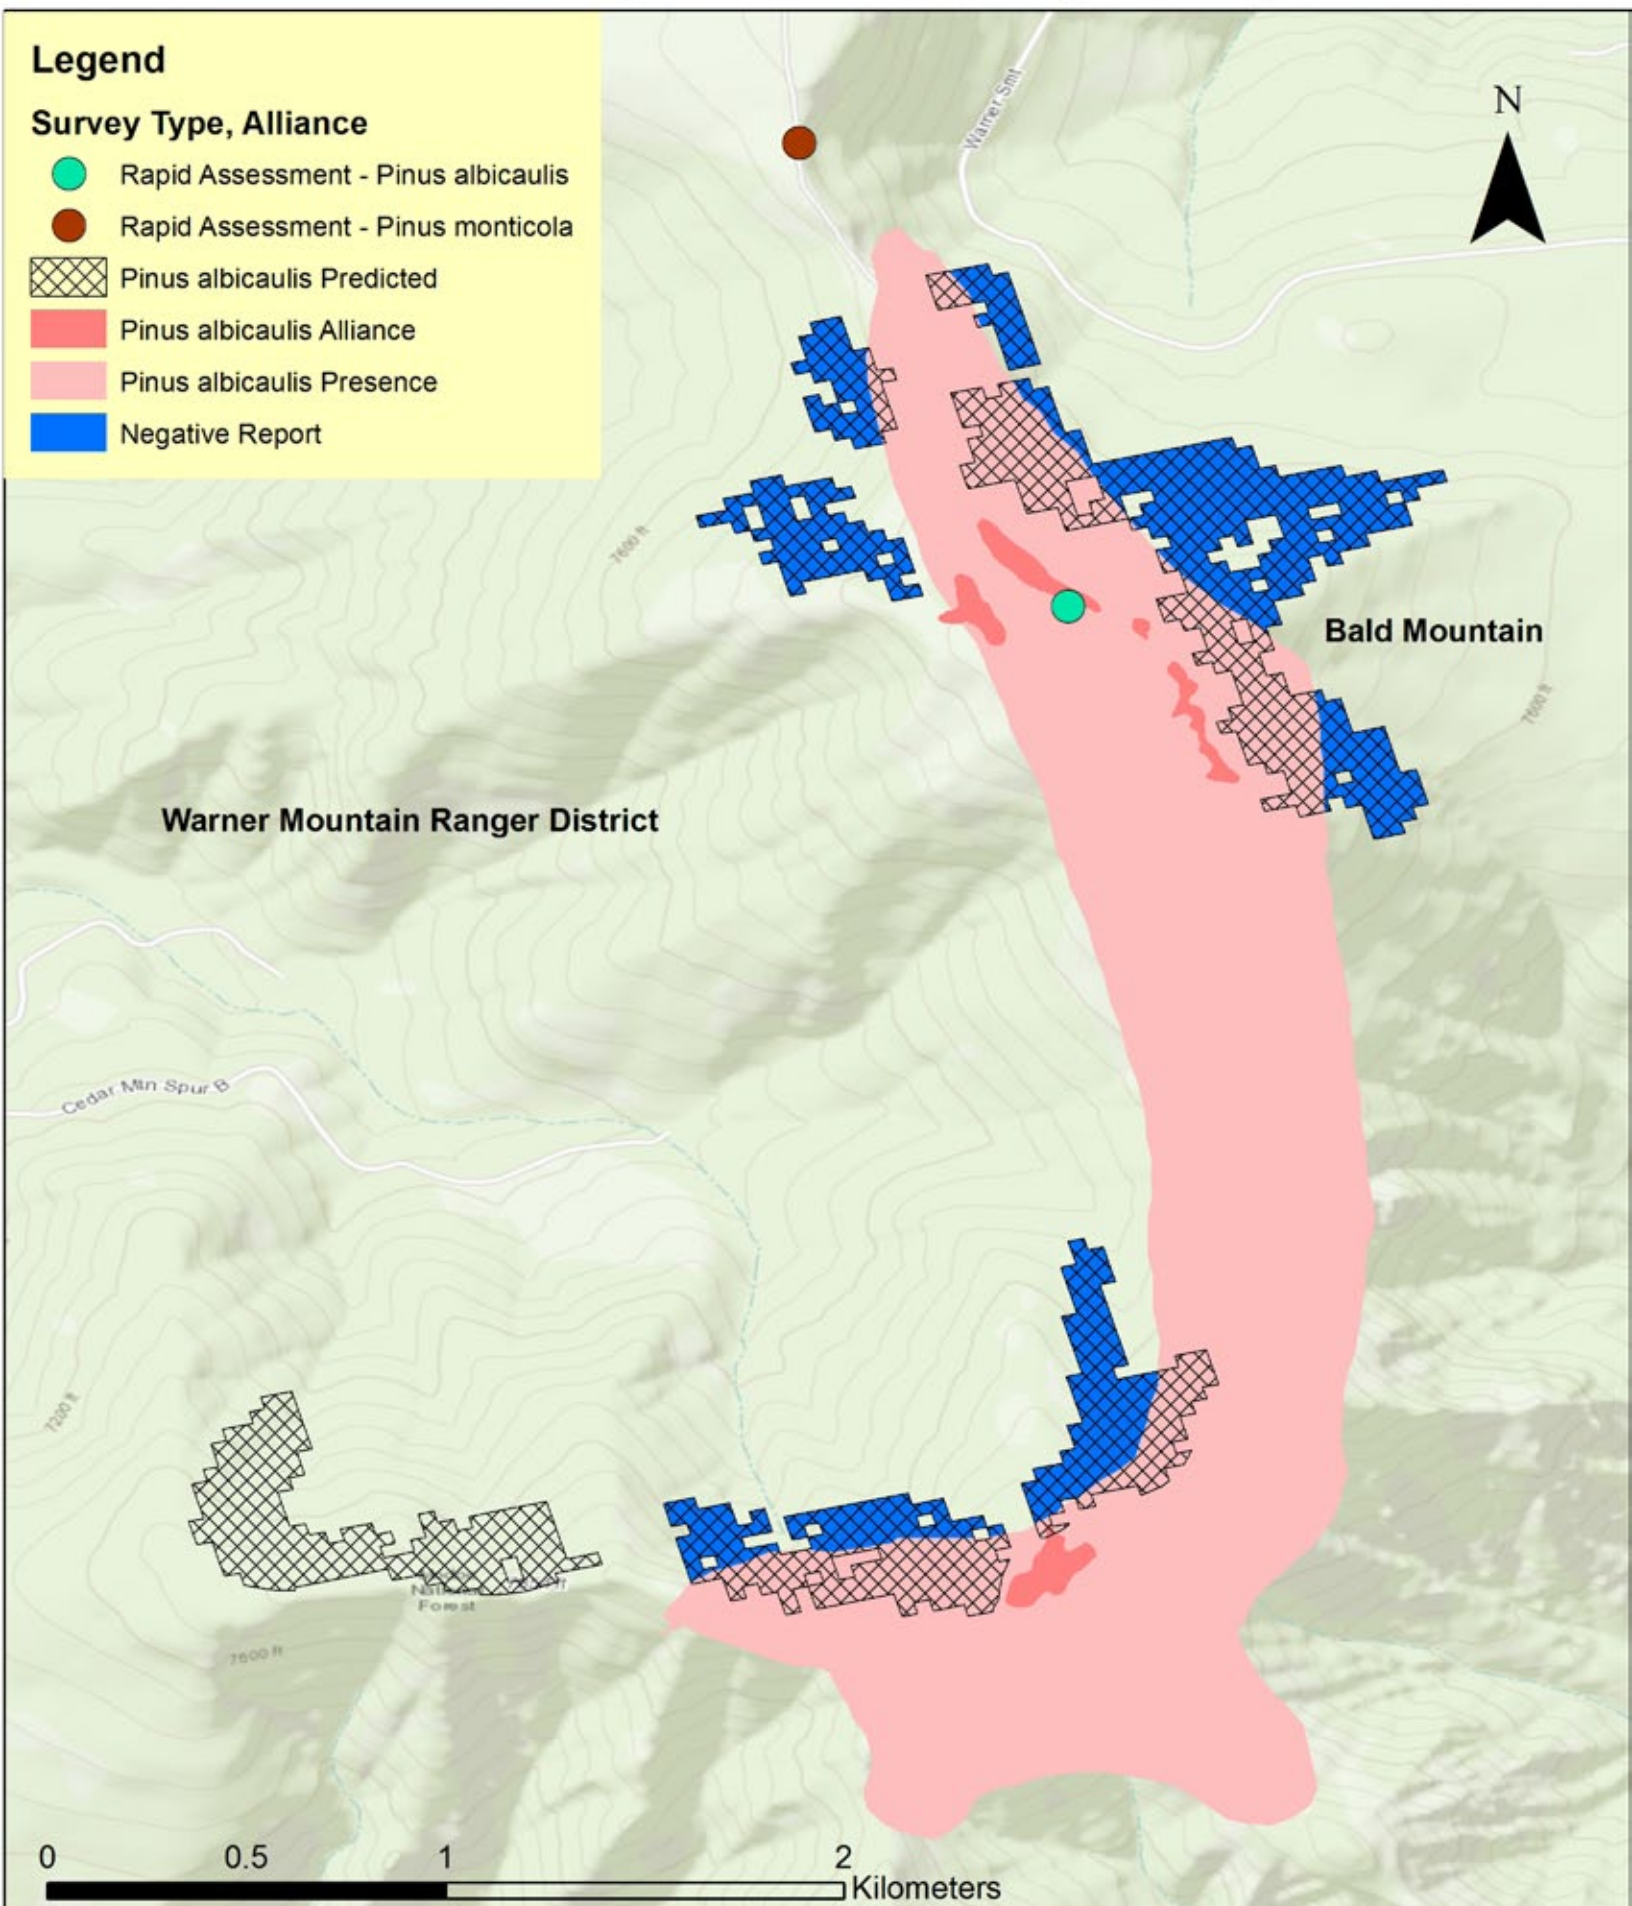 Legend
Survey Type, Alliance
Rapid Assessment - Pinus albicaulis
Rapid Assessment - Pinus monticola
Pinus albicaulis Predicted
Pinus albicaulis Alliance
Pinus albicaulis Presence
Negative Report
Warner Smt
N
7600 ft
Bald Mountain
7600 ft
Warner Mountain Ranger District
Cedar Mtn Spur B
7200 ft
Forest
7600 ft
0 0.5 1 2
Kilometers